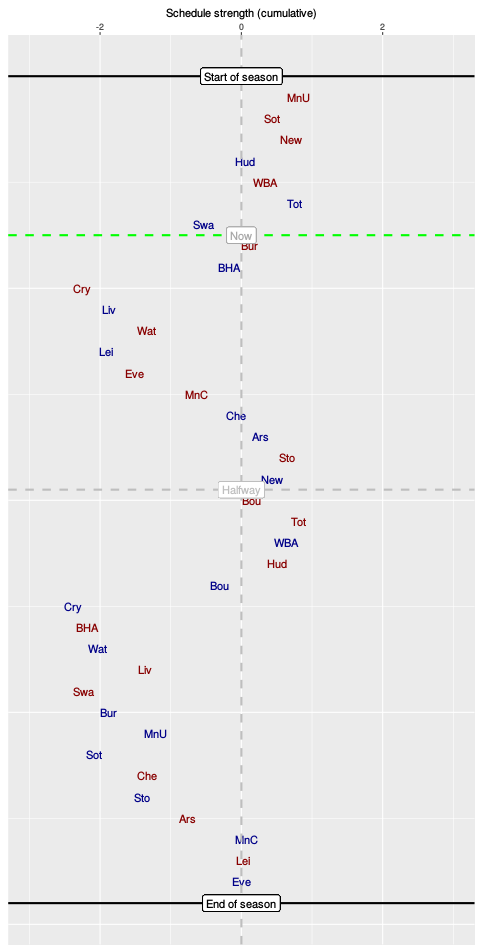 Schedule strength (cumulative)
-2 0 2
Start of season
MnU
Sot
New
Hud
WBA
Tot
Swa
Now
Bur
BHA
Cry
Liv
Wat
Lei
Eve
MnC
Che
Ars
Sto
New
Halfway
Bou
Tot
WBA
Hud
Bou
Cry
BHA
Wat
Liv
Swa
Bur
MnU
Sot
Che
Sto
Ars
MnC
Lei
Eve
End of season